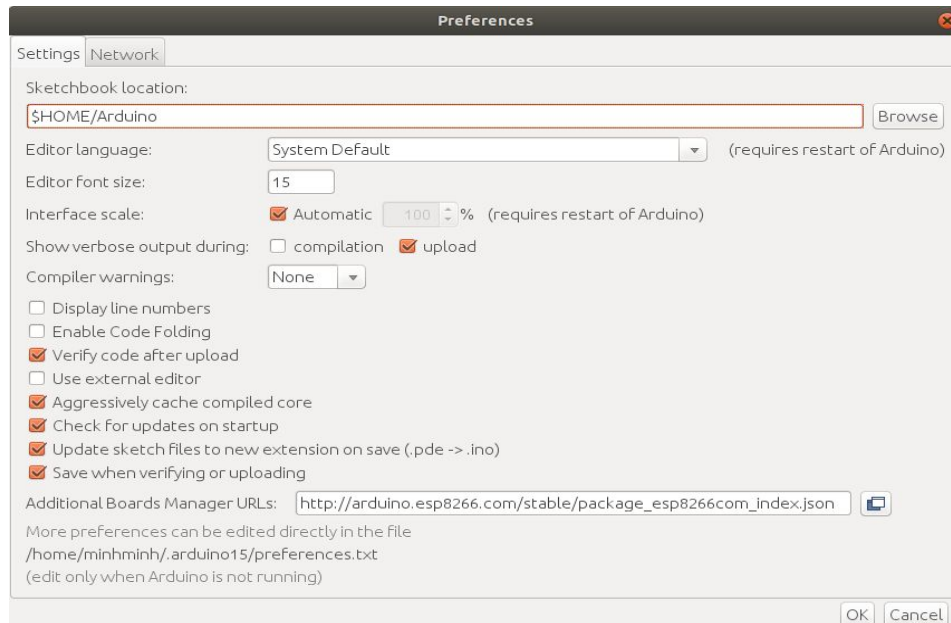 Preferences
Settings Network
Sketchbook location:
$HOME/Arduino Browse
Editor language: System Default (requires restart of Arduino)
Editor font size: 15
Interface scale: Automatic 100 % (requires restart of Arduino)
Show verbose output during: compilation upload
Compiler warnings: None
Display line numbers
Enable Code Folding
Verify code after upload
Use external editor
Aggressively cache compiled core
Check for updates on startup
Update sketch files to new extension on save (.pde -> .ino)
Save when verifying or uploading
Additional Boards Manager URLs: http://arduino.esp8266.com/stable/package_esp8266com_index.json
More preferences can be edited directly in the file
/home/minhminh/.arduino15/preferences.txt
(edit only when Arduino is not running)
OK Cancel